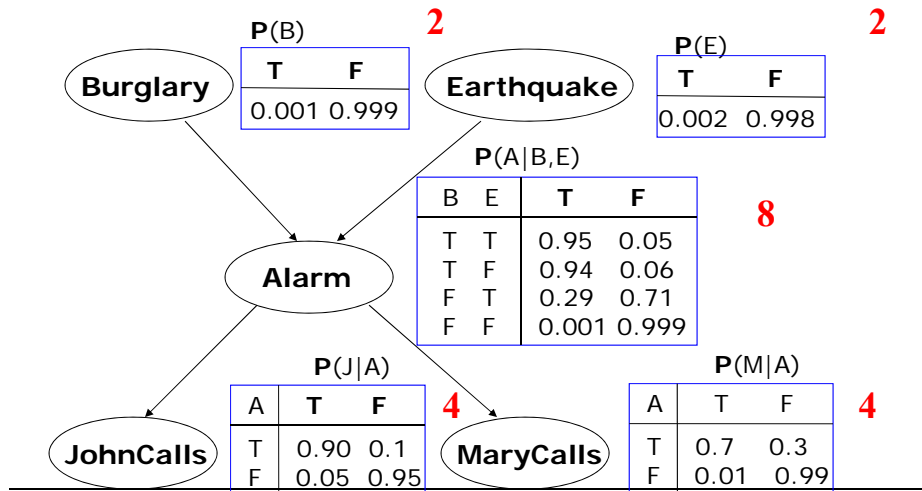 P(B) 2 2
P(E)
Burglary
T F
0.001 0.999
Earthquake
T F
0.002 0.998
P(A|B,E)
B E T F
T T 0.95 0.05
T F 0.94 0.06
F T 0.29 0.71
F F 0.001 0.999
8
Alarm
P(J|A)
P(M|A)
JohnCalls
A T F
T 0.90 0.1
F 0.05 0.95
4
MaryCalls
A T F
T 0.7 0.3
F 0.01 0.99
4